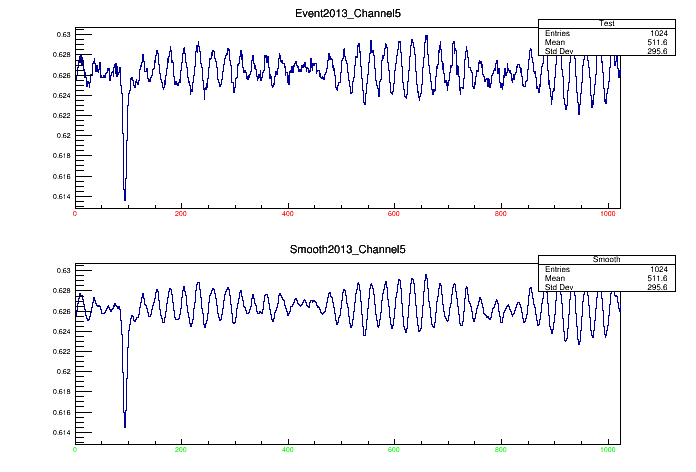 Event2013_Channel5
Test
Entries 1024
Mean 511.6
Std Dev 295.6
0.63
0.628
0.626
0.624
0.622
0.62
0.618
0.616
0.614
0 200 400 600 800 1000
Smooth2013_Channel5
Smooth
Entries 1024
Mean 511.6
Std Dev 295.6
0.63
0.628
0.626
0.624
0.622
0.62
0.618
0.616
0.614
0 200 400 600 800 1000